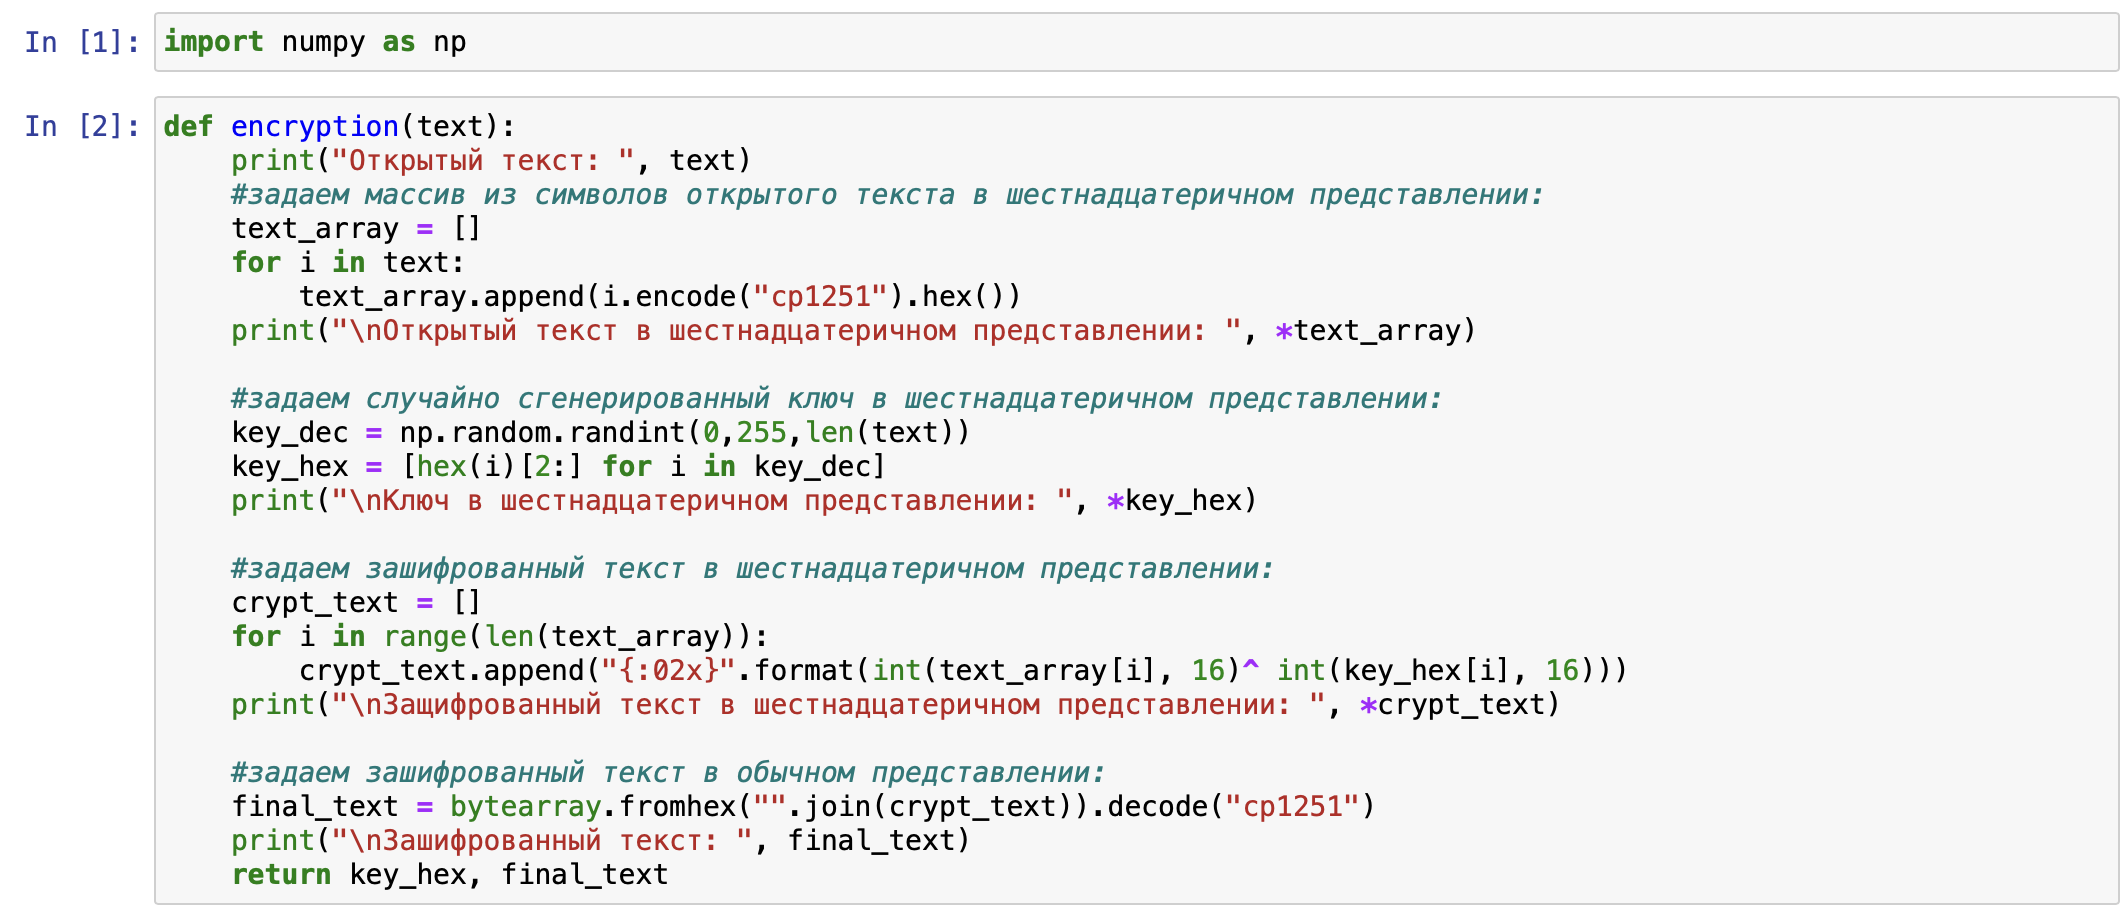 In [1]: import numpy as np
In [2]: def encryption(text):
    print("Открытый текст: ", text)
    #задаем массив из символов открытого текста в шестнадцатеричном представлении:
    text_array = []
    for i in text:
        text_array.append(i.encode("cp1251").hex())
    print("\nОткрытый текст в шестнадцатеричном представлении: ", *text_array)
    #задаем случайно сгенерированный ключ в шестнадцатеричном представлении:
    key_dec = np.random.randint(0,255,len(text))
    key_hex = [hex(i)[2:] for i in key_dec]
    print("\nКлюч в шестнадцатеричном представлении: ", *key_hex)
    #задаем зашифрованный текст в шестнадцатеричном представлении:
    crypt_text = []
    for i in range(len(text_array)):
        crypt_text.append("{:02x}".format(int(text_array[i], 16)^ int(key_hex[i], 16)))
    print("\nЗащифрованный текст в шестнадцатеричном представлении: ", *crypt_text)
    #задаем зашифрованный текст в обычном представлении:
    final_text = bytearray.fromhex("".join(crypt_text)).decode("cp1251")
    print("\nЗашифрованный текст: ", final_text)
    return key_hex, final_text